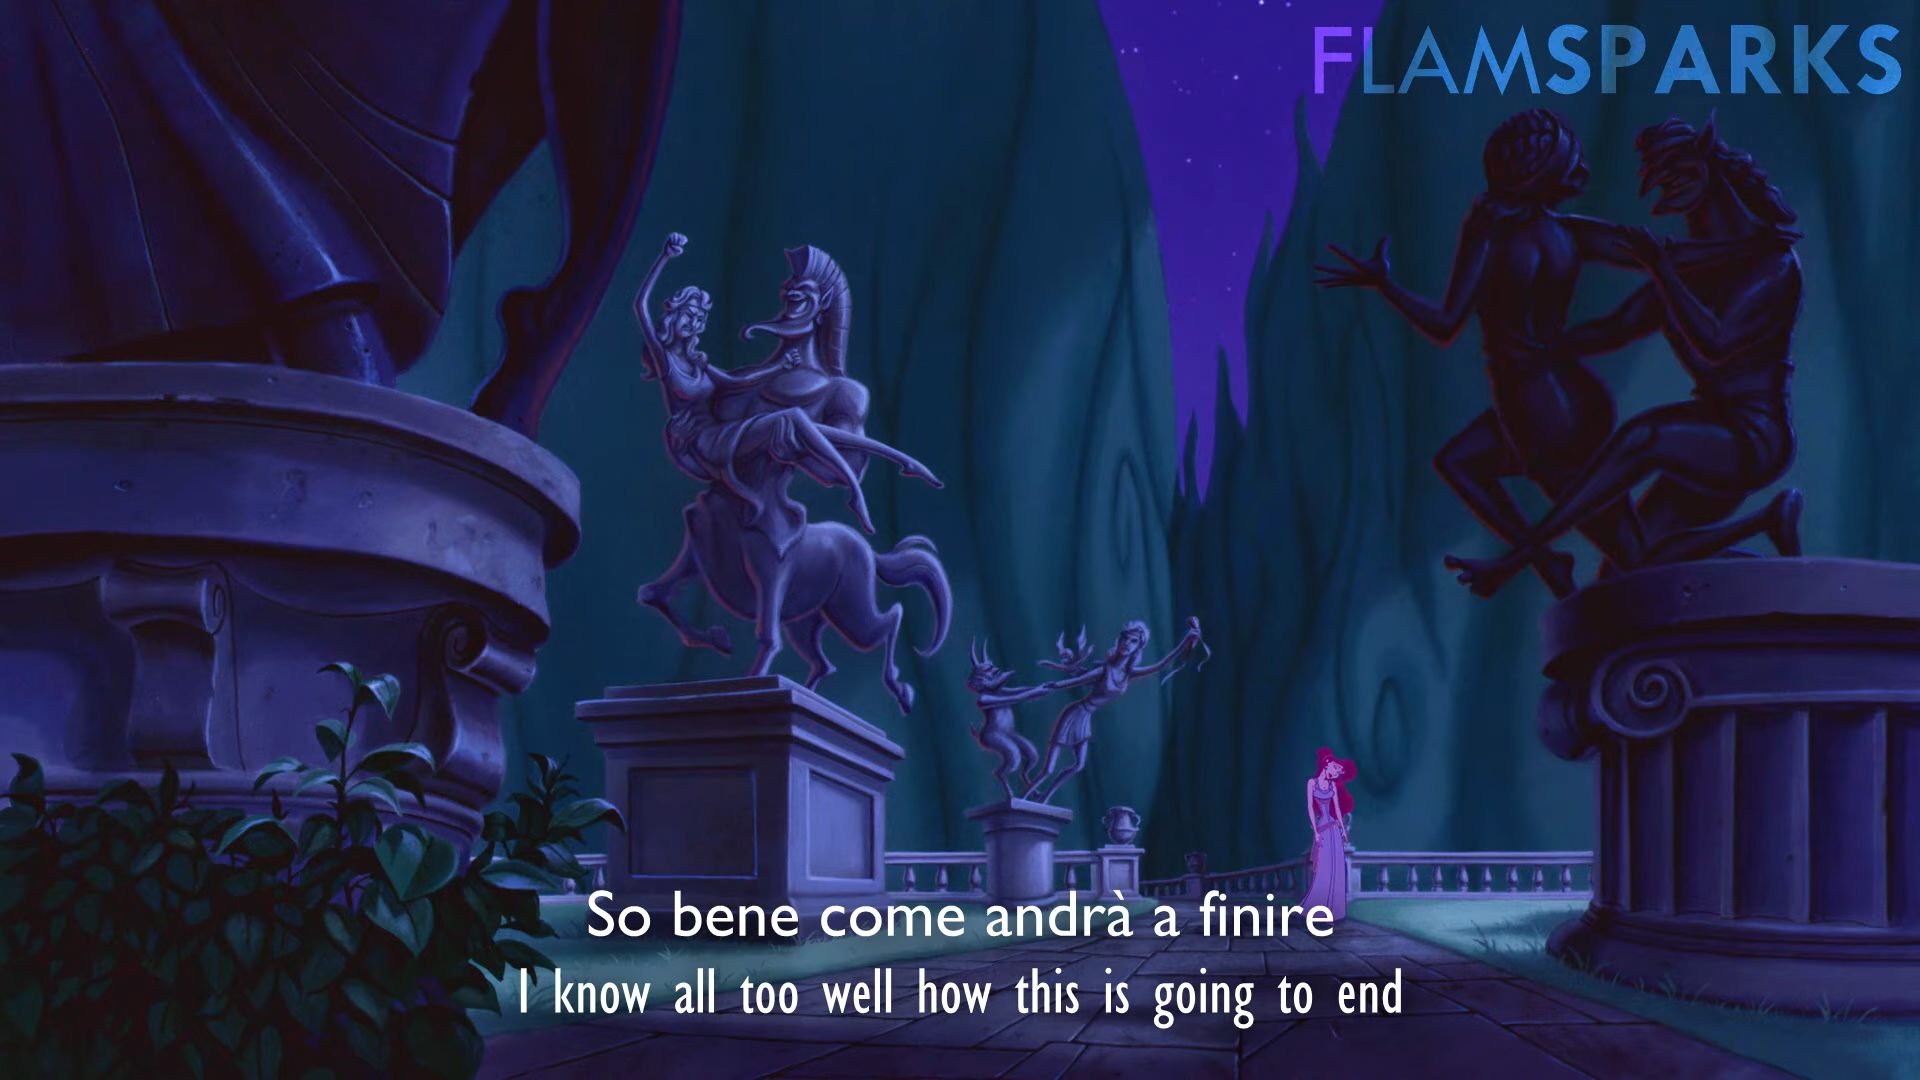 FLAMSPARKS
So bene come andrà a finire
I know all too well how this is going to end